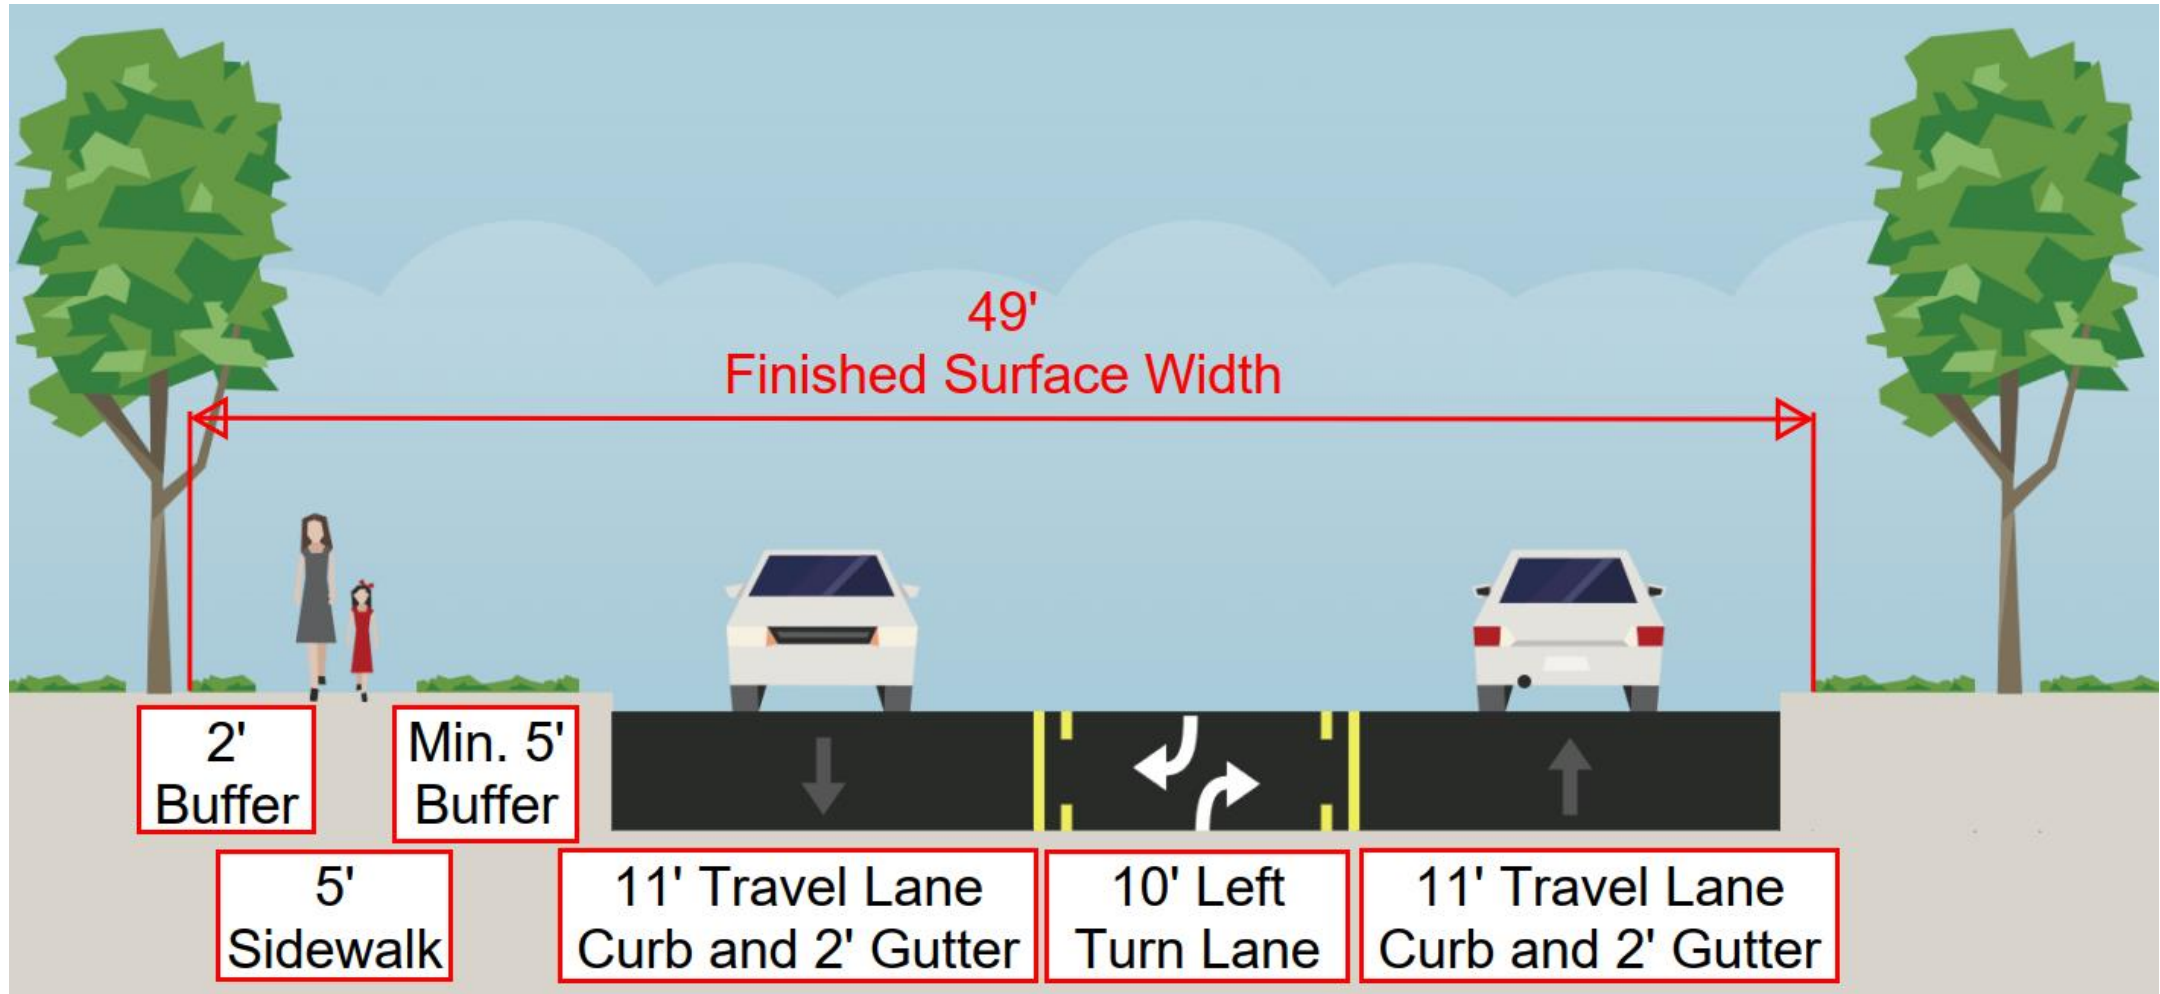 49'
Finished Surface Width
2'
Buffer
Min. 5'
Buffer
5'
Sidewalk
11' Travel Lane
Curb and 2' Gutter
10' Left
Turn Lane
11' Travel Lane
Curb and 2' Gutter